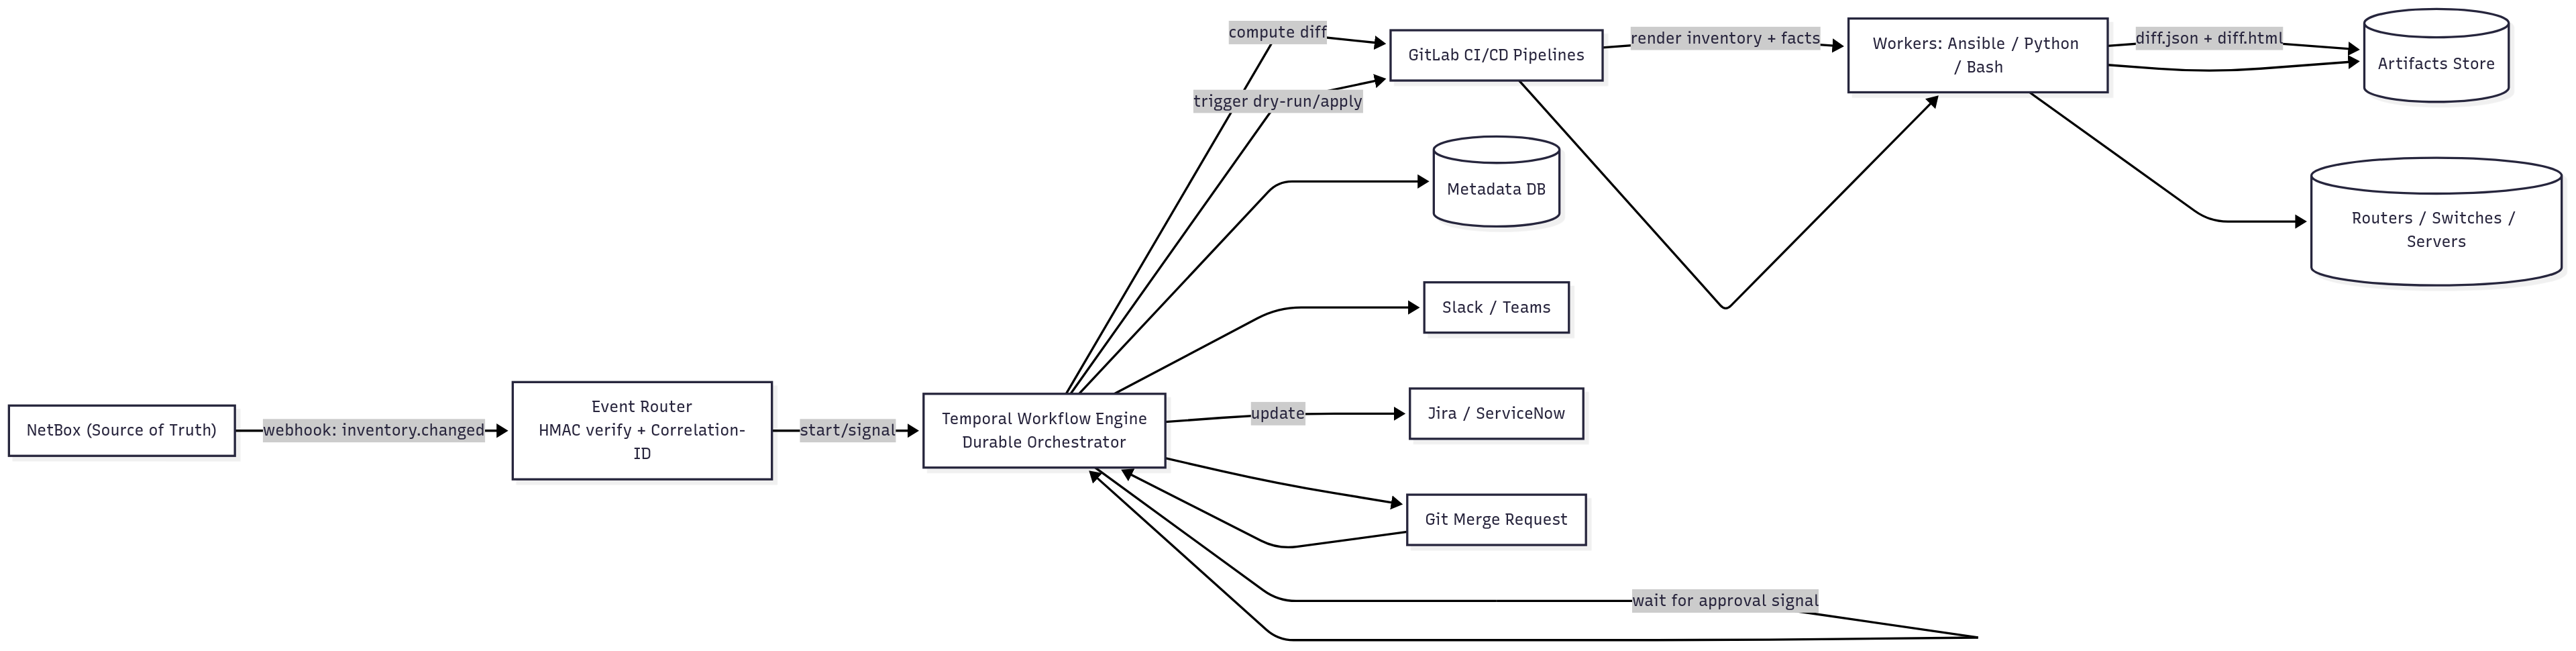 compute diff
trigger dry-run/apply
GitLab CI/CD Pipelines
render inventory + facts
Workers: Ansible / Python
/ Bash
diff.json + diff.html
Artifacts Store
Metadata DB
Routers / Switches /
Servers
Slack / Teams
NetBox (Source of Truth)
webhook: inventory.changed
Event Router
HMAC verify + Correlation-
ID
start/signal
Temporal Workflow Engine
Durable Orchestrator
update
Jira / ServiceNow
Git Merge Request
wait for approval signal